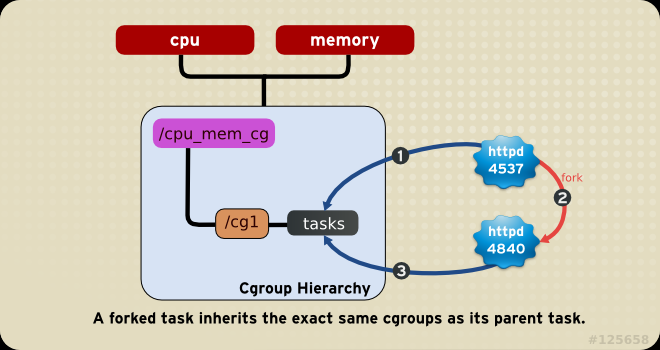 cpu memory
/cpu_mem_cg
1
httpd
4537
fork
2
/cg1 tasks
httpd
4840
3
Cgroup Hierarchy
A forked task inherits the exact same cgroups as its parent task.
#125658